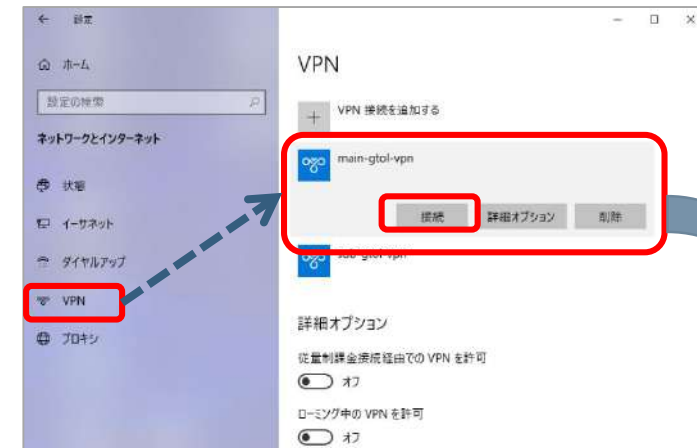 設定
ホーム
設定の検索
ネットワークとインターネット
状態
イーサネット
ダイヤルアップ
VPN
プロキシ
VPN
VPN 接続を追加する
main-gtol-vpn
接続
詳細オプション
削除
sub-gtol-vpn
詳細オプション
従量制課金接続経由での VPN を許可
オフ
ローミング中の VPN を許可
オフ